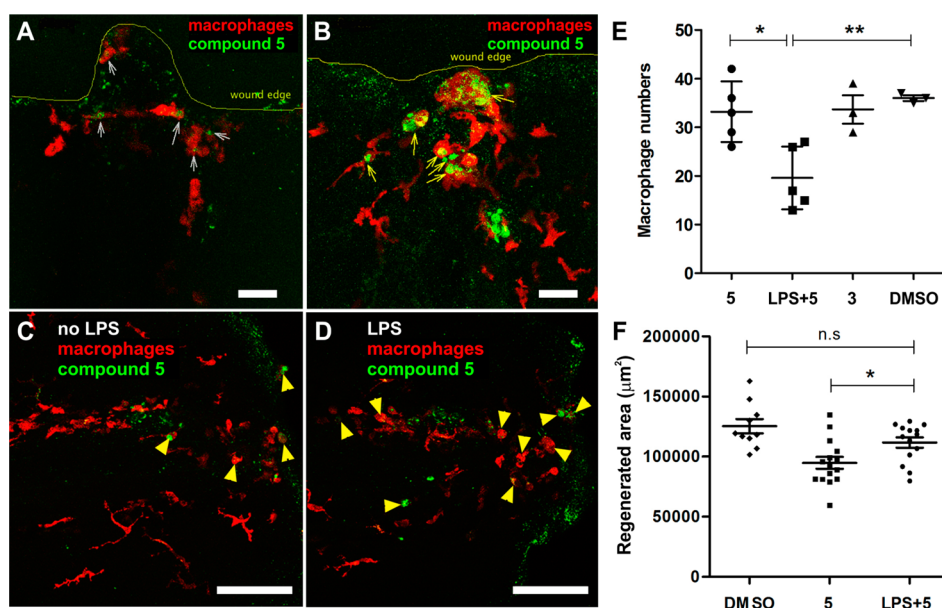 A
macrophages
compound 5
wound edge
B
macrophages
compound 5
wound edge
C
no LPS
macrophages
compound 5
D
LPS
macrophages
compound 5
E
* **
Macrophage numbers
50
40
30
20
10
0
5 LPS+5 3 DMSO
F
n.s
*
Regenerated area (μm²)
200000
150000
100000
50000
0
DMSO 5 LPS+5